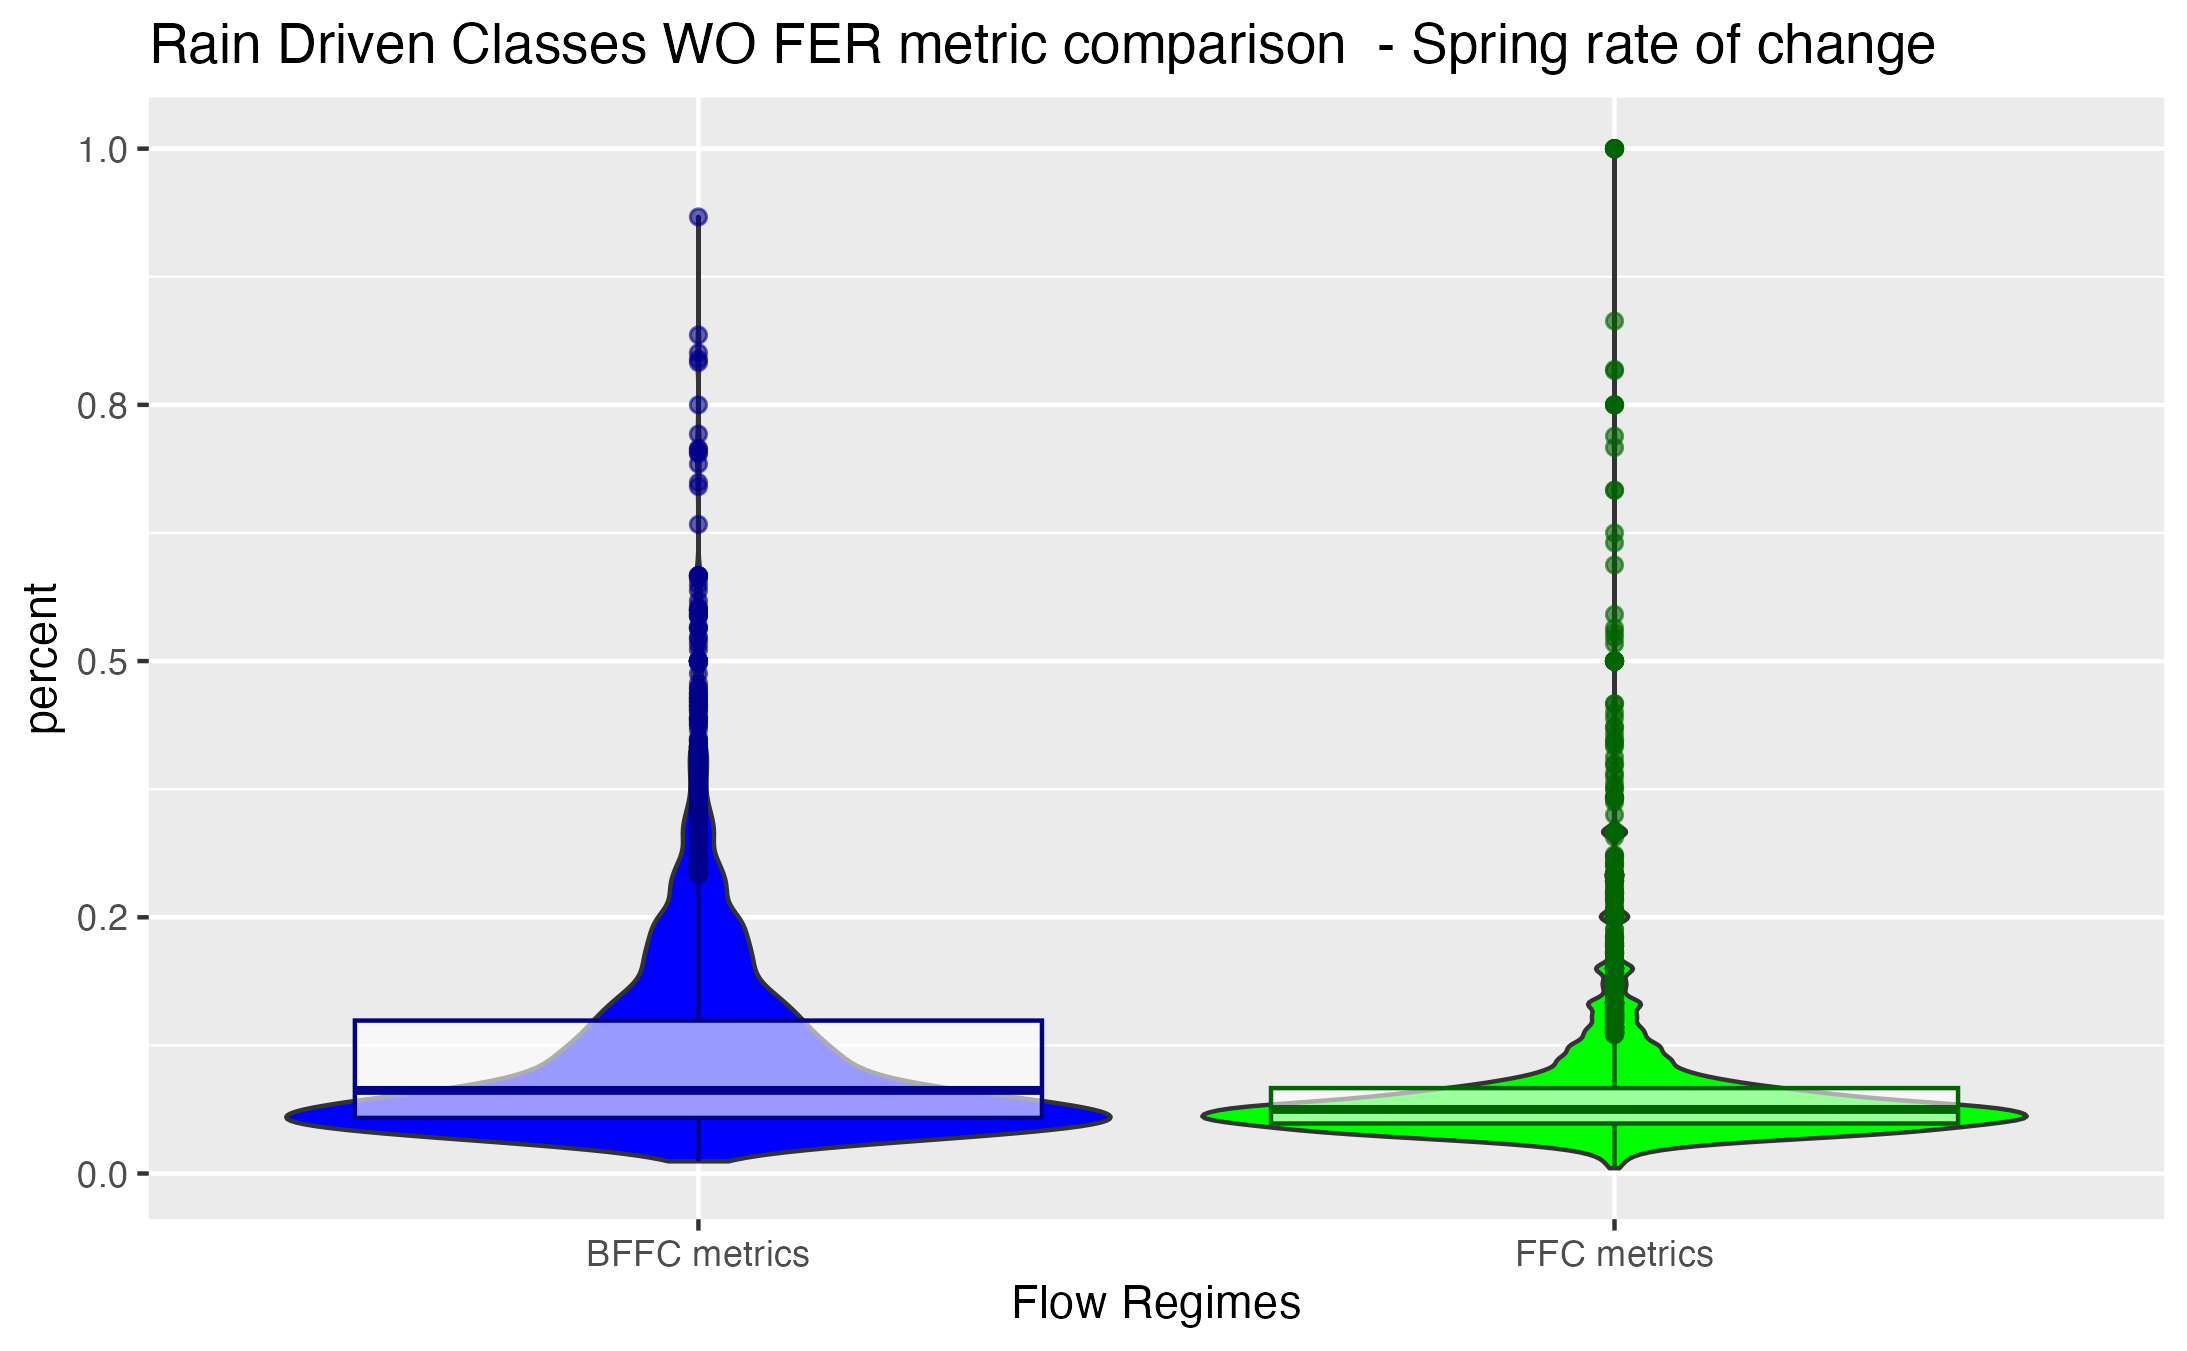 Rain Driven Classes WO FER metric comparison  - Spring rate of change
percent
1.0
0.8
0.5
0.2
0.0
BFFC metrics
FFC metrics
Flow Regimes